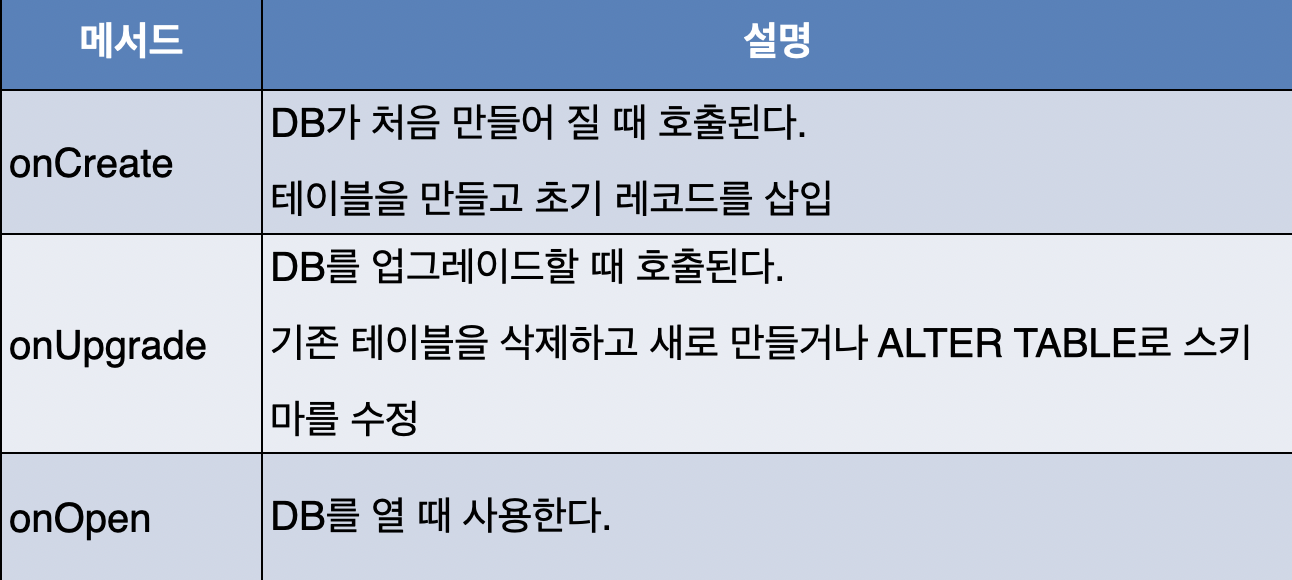 메서드 설명
onCreate
DB가 처음 만들어 질 때 호출된다.
테이블을 만들고 초기 레코드를 삽입
onUpgrade
DB를 업그레이드할 때 호출된다.
기존 테이블을 삭제하고 새로 만들거나 ALTER TABLE로 스키
마를 수정
onOpen
DB를 열 때 사용한다.